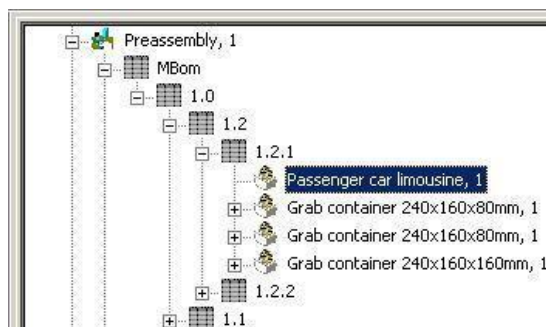 Preassembly, 1
MBom
1.0
1.2
1.2.1
Passenger car limousine, 1
Grab container 240x160x80mm, 1
Grab container 240x160x80mm, 1
Grab container 240x160x160mm, 1
1.2.2
1.1